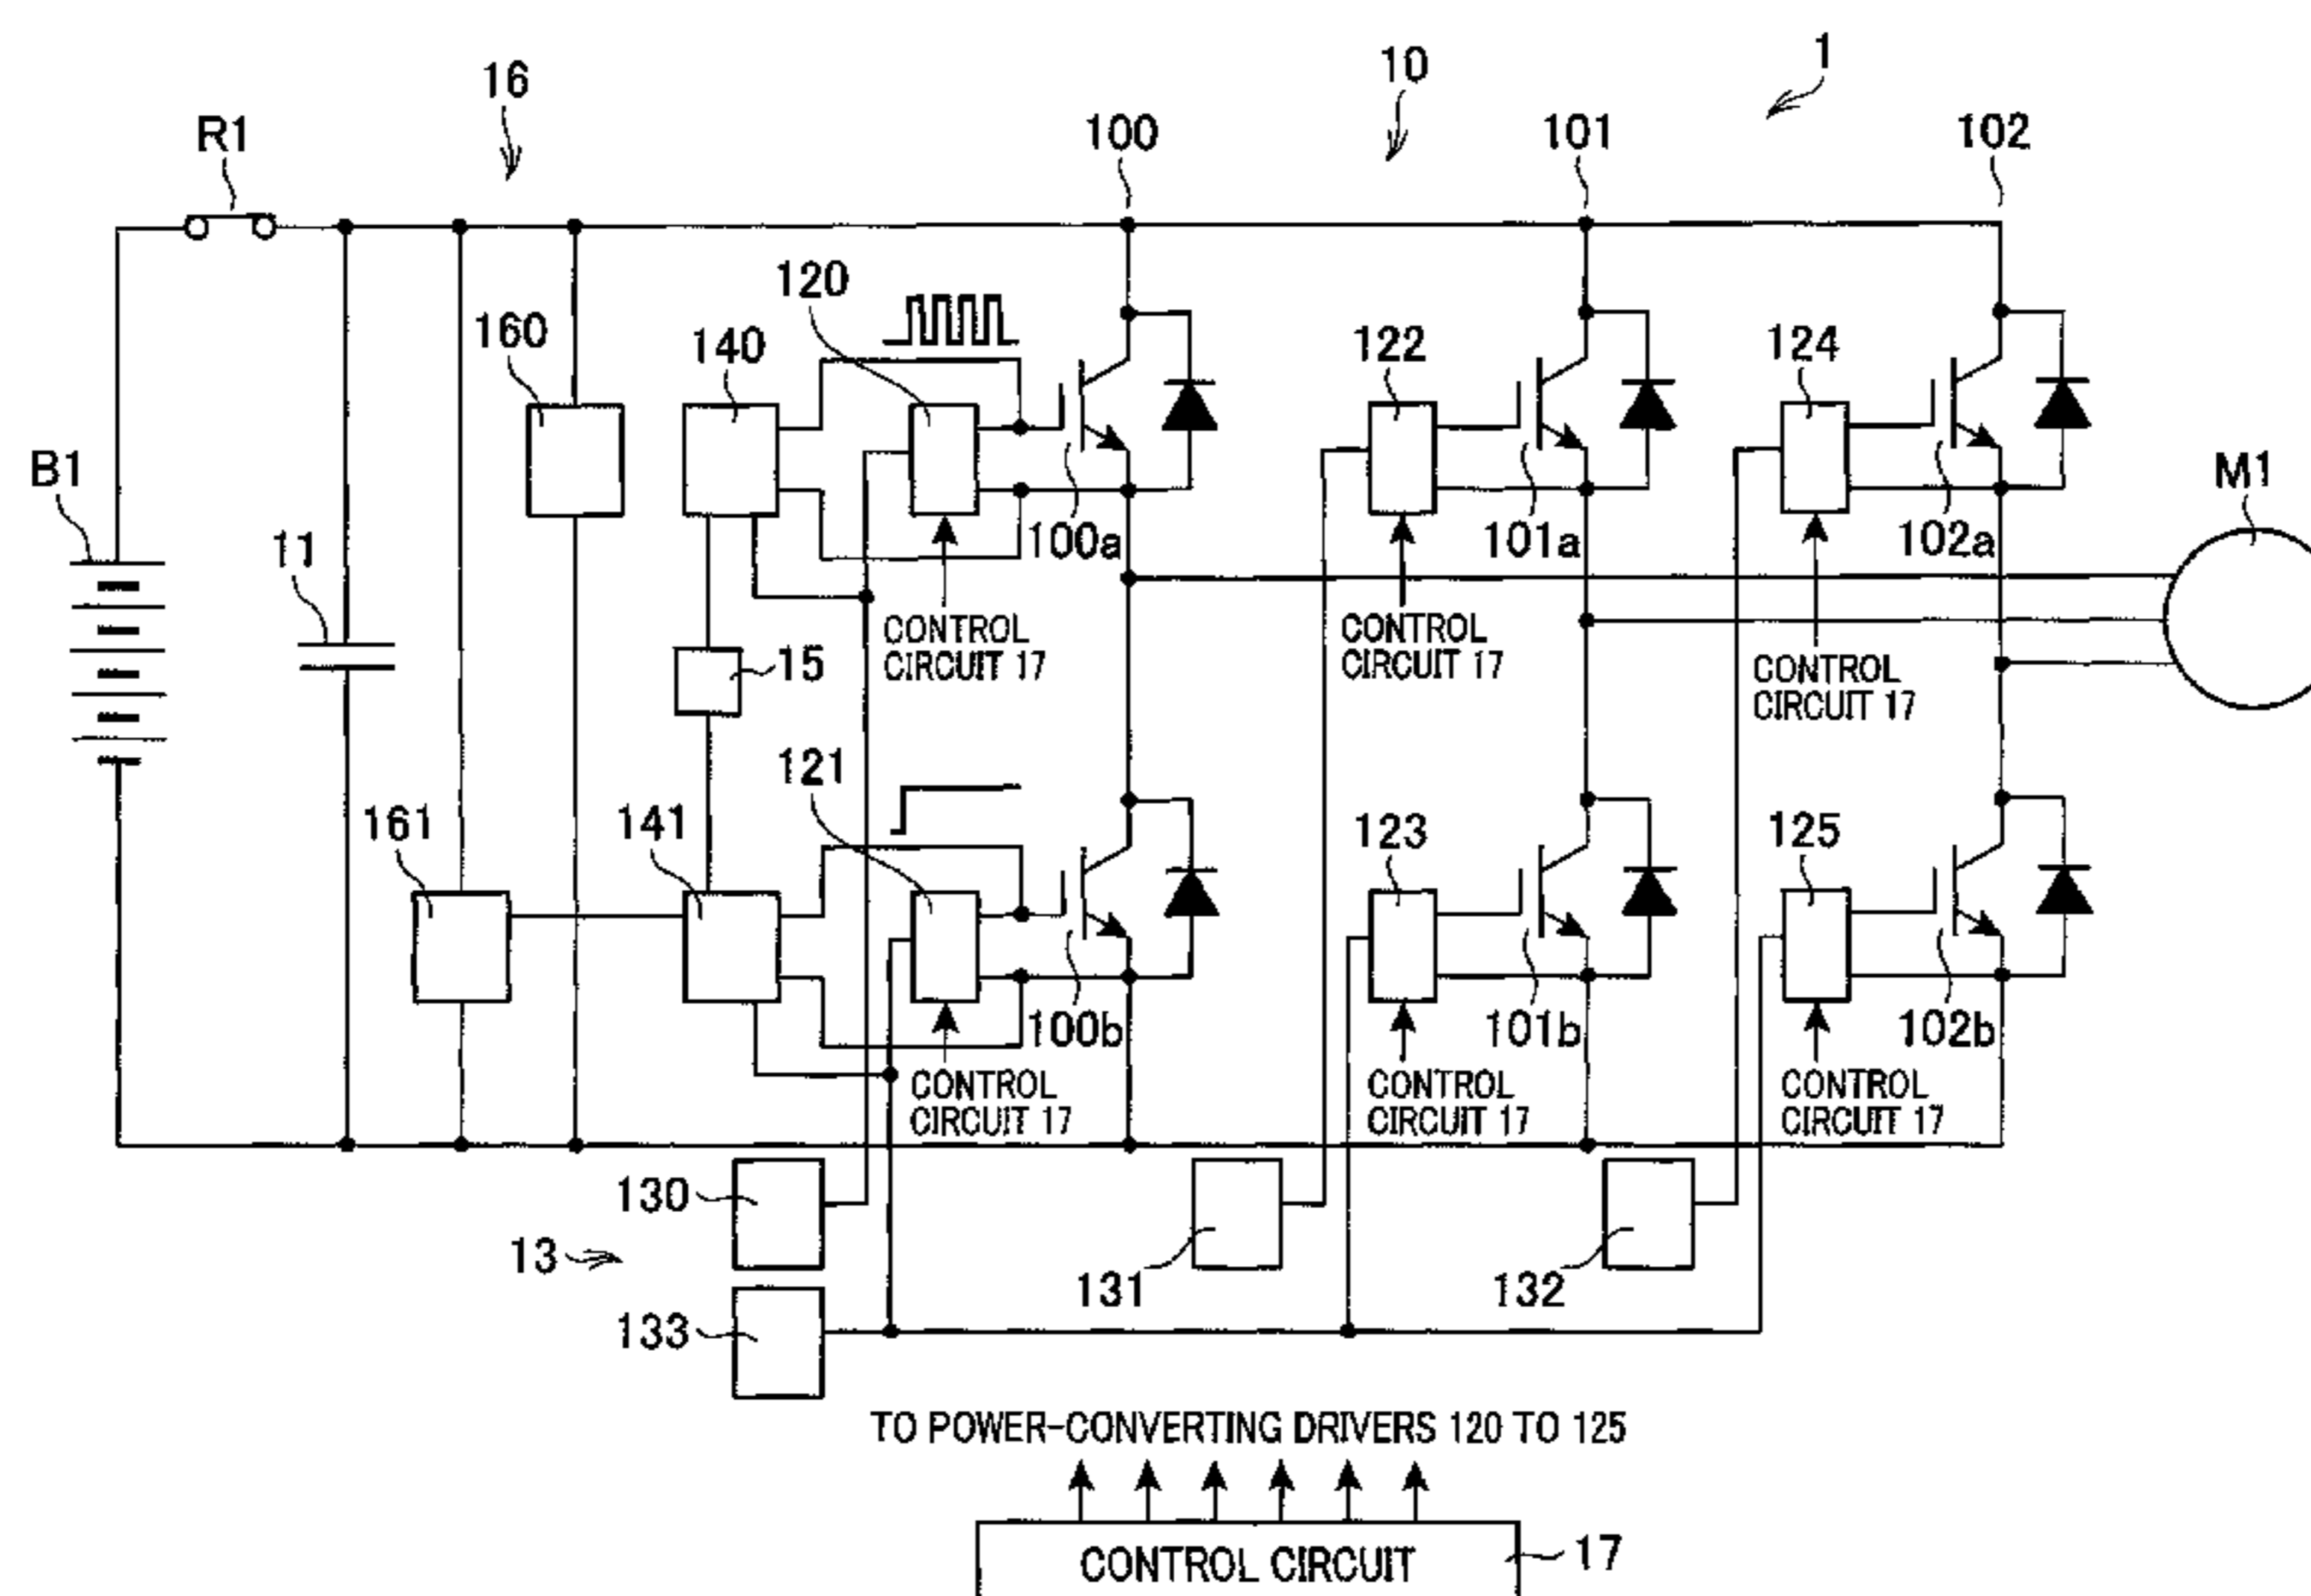 1
16
10
R1
100
101
102
120
160
140
122
124
B1
M1
11
100a
101a
102a
CONTROL
CIRCUIT 17
CONTROL
CIRCUIT 17
15
CONTROL
CIRCUIT 17
121
161
141
123
125
100b
101b
102b
CONTROL
CIRCUIT 17
CONTROL
CIRCUIT 17
CONTROL
CIRCUIT 17
130
13
131
132
133
TO POWER-CONVERTING DRIVERS 120 TO 125
CONTROL CIRCUIT
17